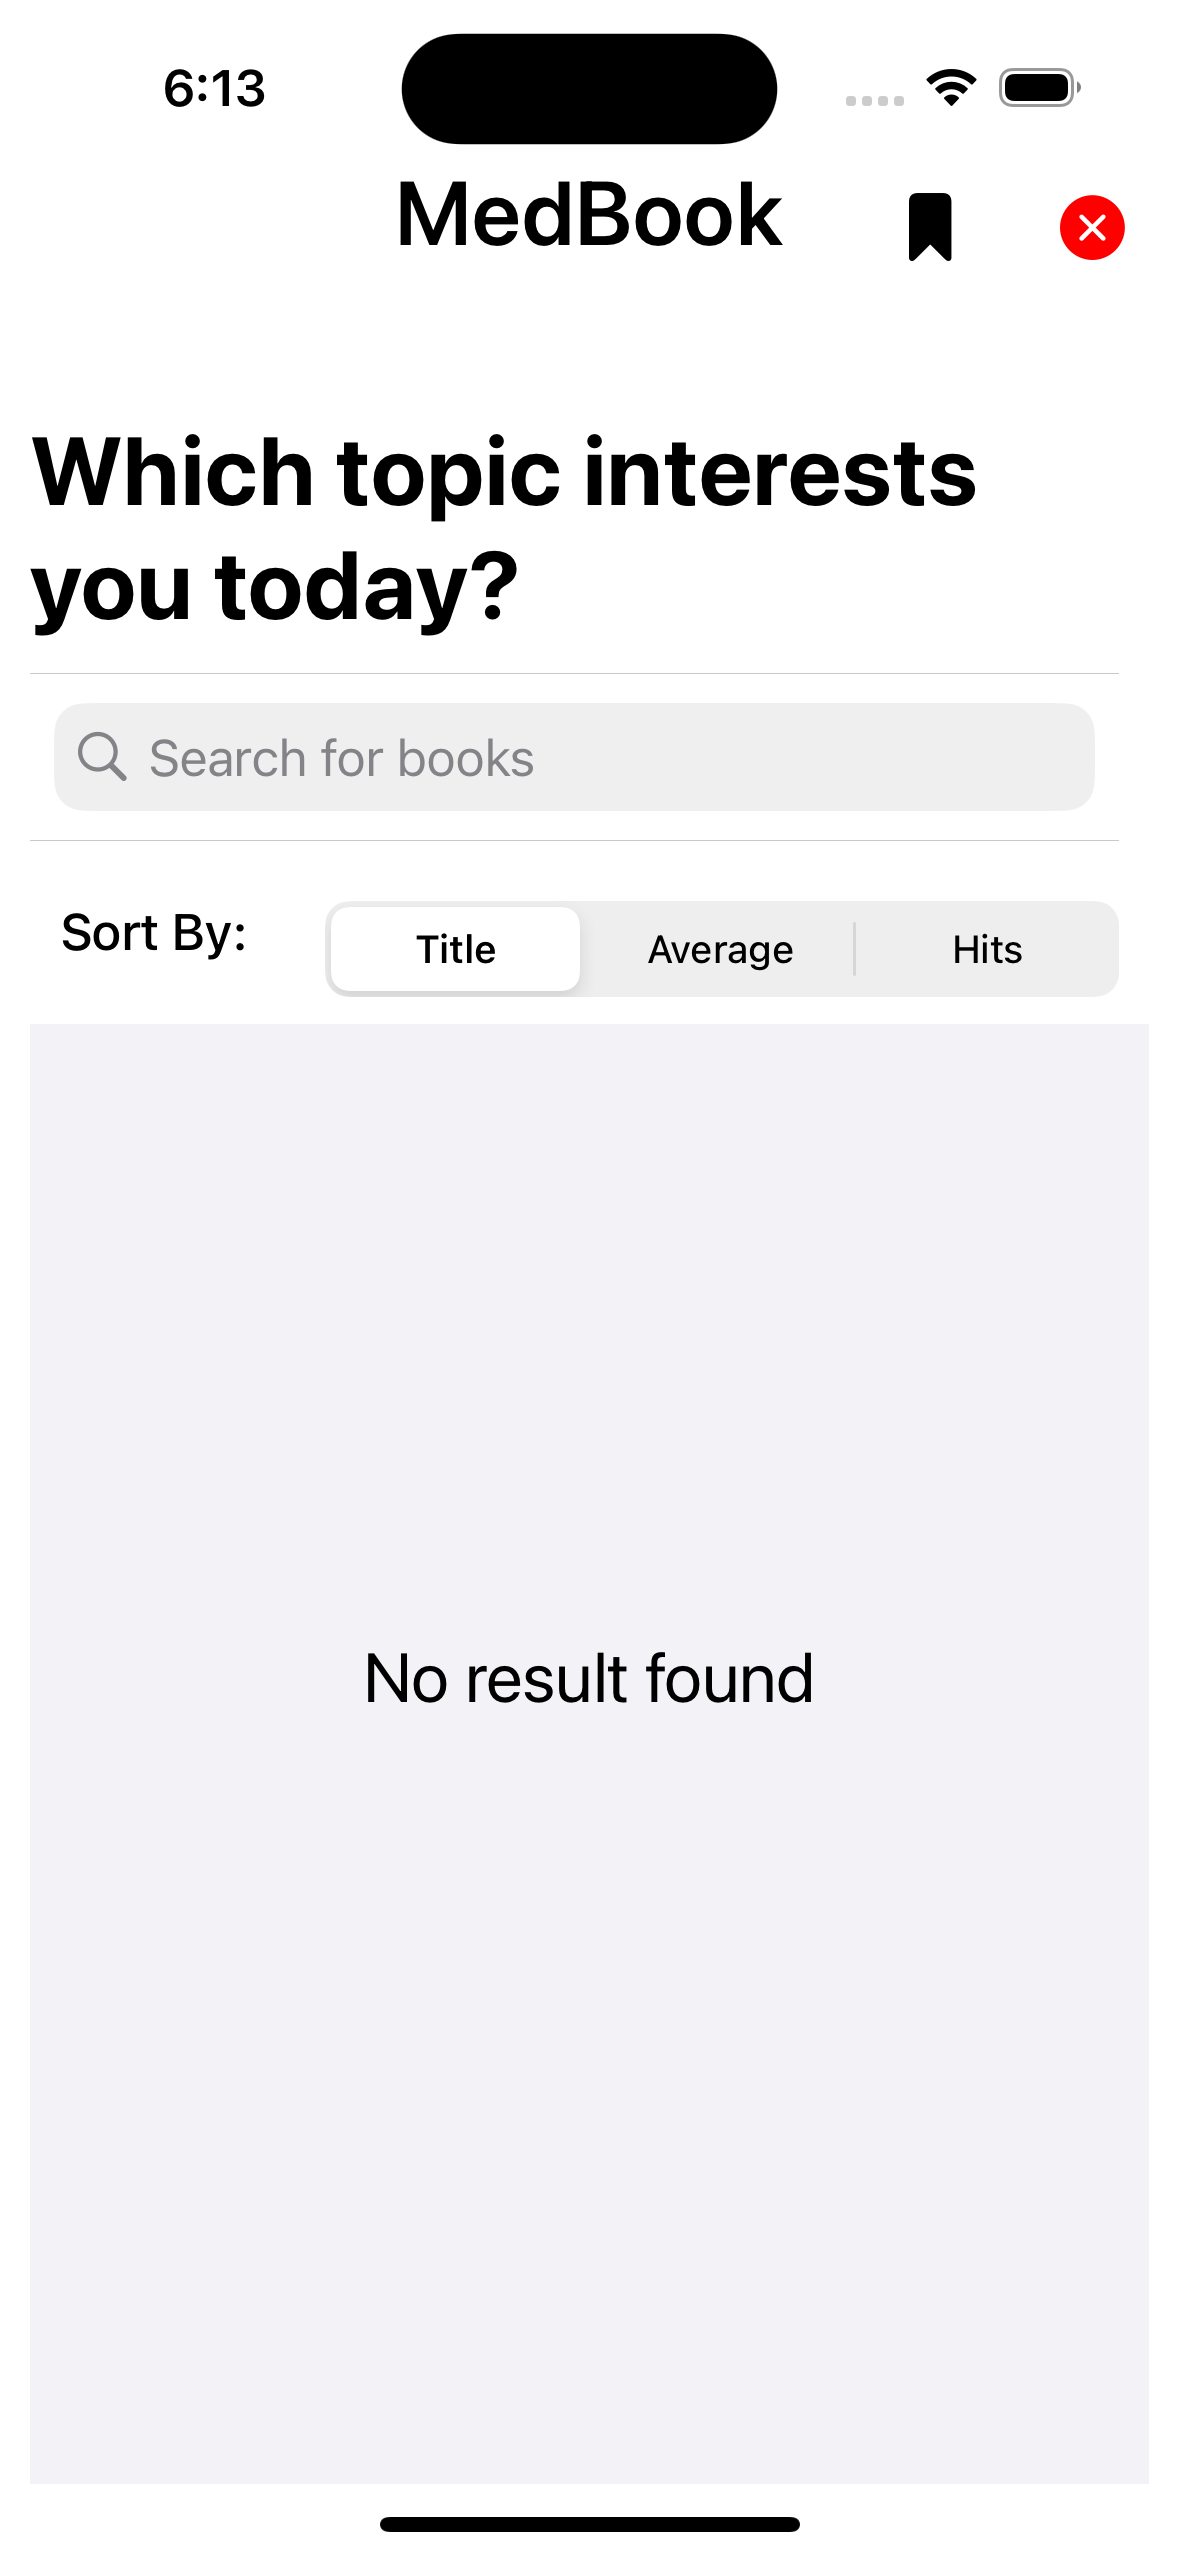 6:13
MedBook
Which topic interests
you today?
Search for books
Sort By:
Title
Average
Hits
No result found